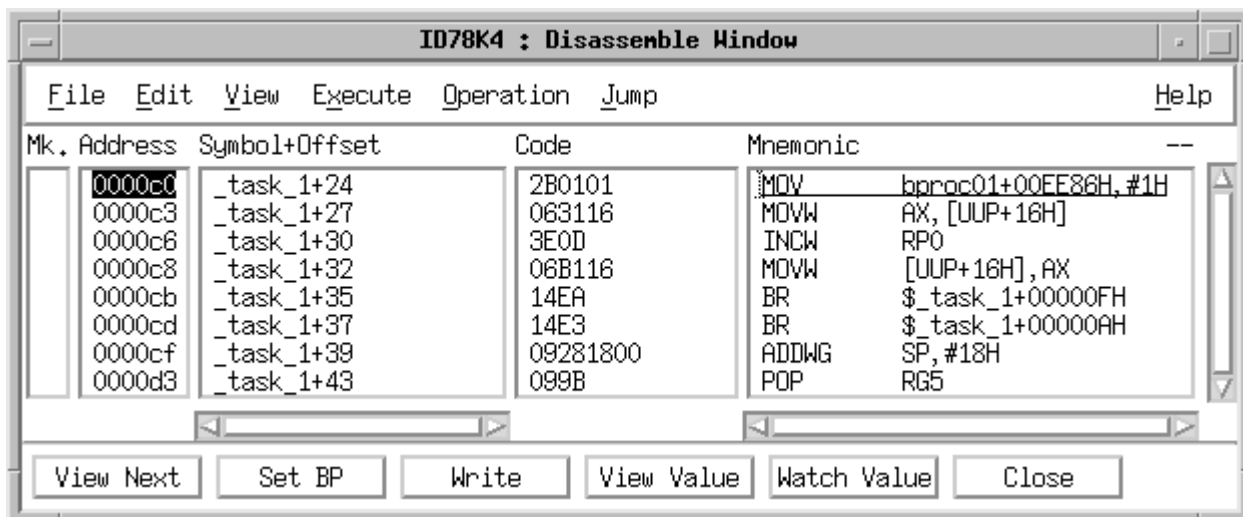 ID78K4 : Disassemble Window
File Edit View Execute Operation Jump Help
Mk. Address Symbol+Offset Code Mnemonic --
0000c0 _task_1+24 2B0101 MOV bproc01+00EE86H,#1H
0000c3 _task_1+27 063116 MOVW AX,[UUP+16H]
0000c6 _task_1+30 3E0D INCW RP0
0000c8 _task_1+32 06B116 MOVW [UUP+16H],AX
0000cb _task_1+35 14EA BR $_task_1+00000FH
0000cd _task_1+37 14E3 BR $_task_1+00000AH
0000cf _task_1+39 09281800 ADDWG SP,#18H
0000d3 _task_1+43 099B POP RG5
View Next Set BP Write View Value Watch Value Close